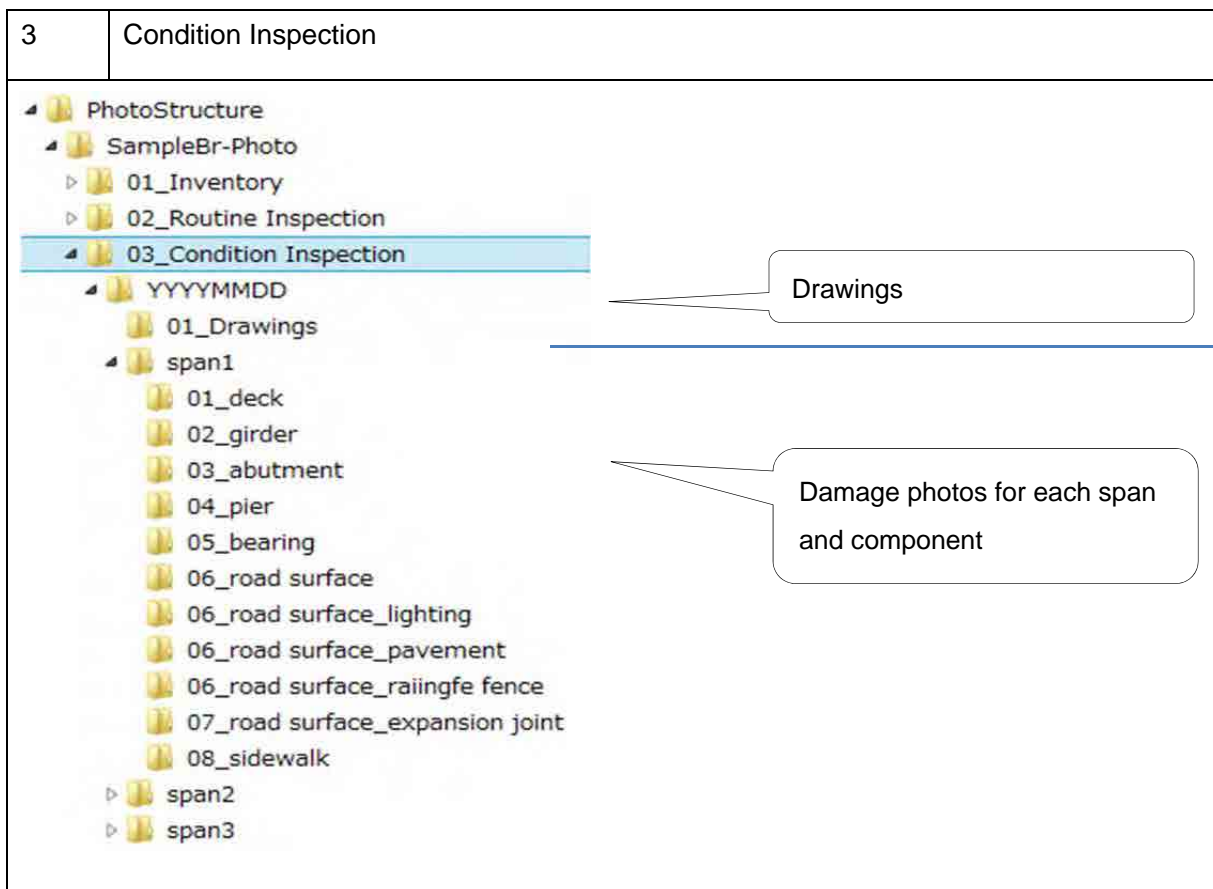 3 Condition Inspection
PhotoStructure
SampleBr-Photo
01_Inventory
02_Routine Inspection
03_Condition Inspection
YYYYMMDD
01_Drawings
span1
01_deck
02_girder
03_abutment
04_pier
05_bearing
06_road surface
06_road surface_lighting
06_road surface_pavement
06_road surface_raiingfe fence
07_road surface_expansion joint
08_sidewalk
span2
span3
Drawings
Damage photos for each span
and component